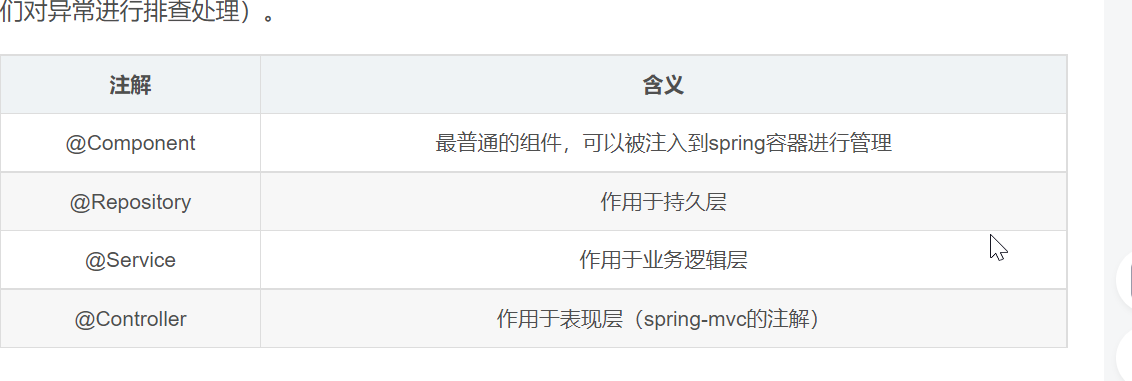 们对异常进行排查处理）。
注解 含义
@Component 最普通的组件，可以被注入到spring容器进行管理
@Repository 作用于持久层
@Service 作用于业务逻辑层
@Controller 作用于表现层（spring-mvc的注解）